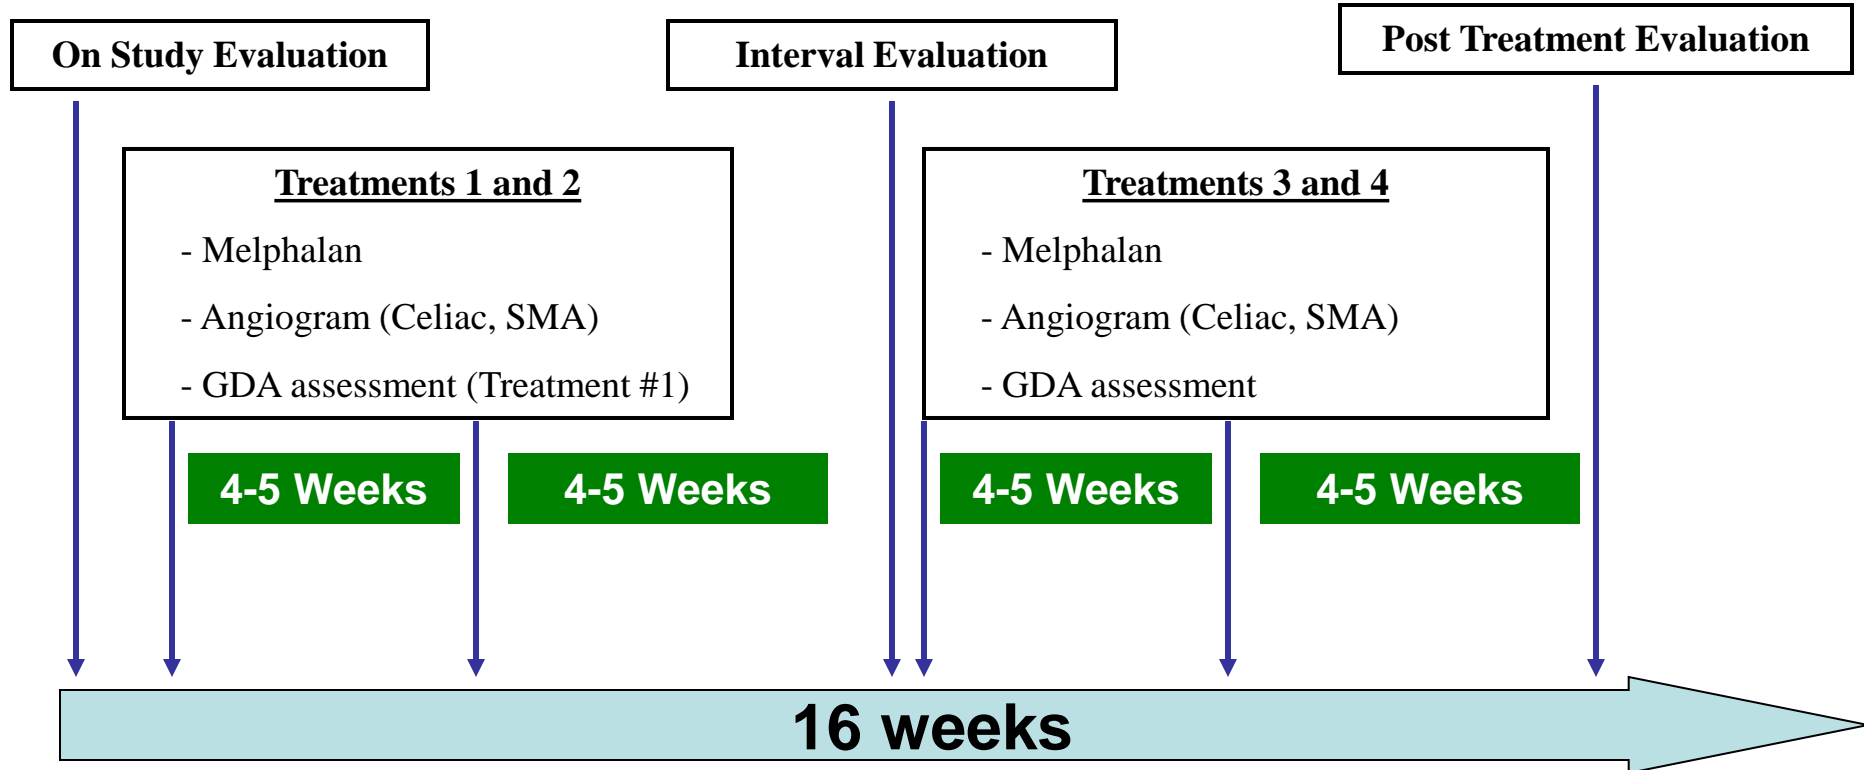 On Study Evaluation
Interval Evaluation
Post Treatment Evaluation
Treatments 1 and 2
- Melphalan
- Angiogram (Celiac, SMA)
- GDA assessment (Treatment #1)
Treatments 3 and 4
- Melphalan
- Angiogram (Celiac, SMA)
- GDA assessment
4-5 Weeks
4-5 Weeks
4-5 Weeks
4-5 Weeks
16 weeks